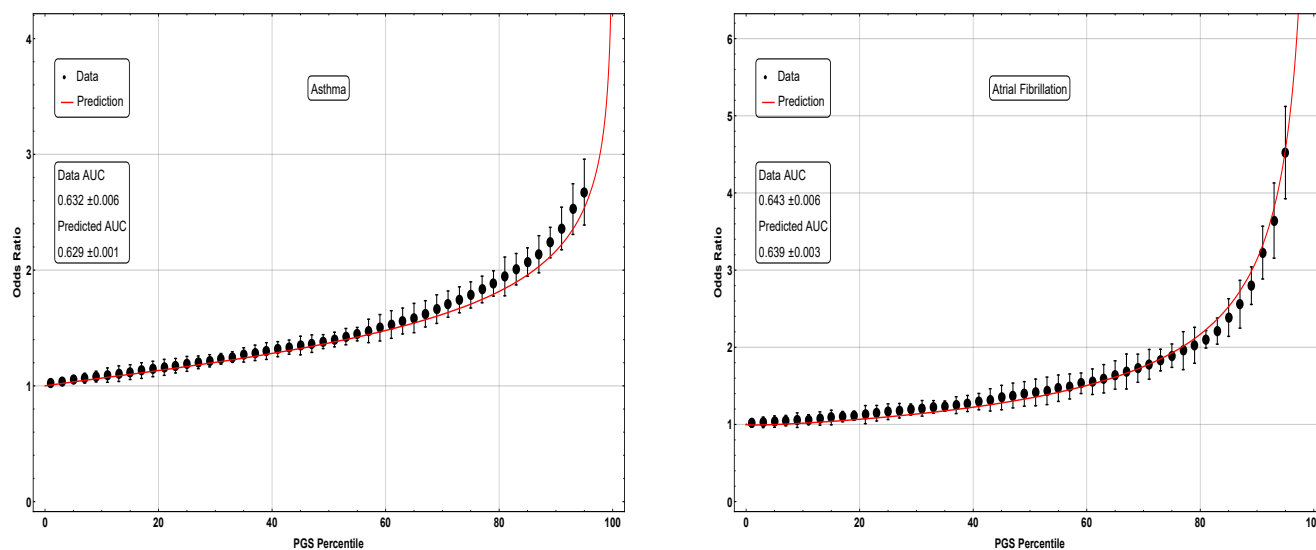 4
3
2
1
0
Odds Ratio
Data
Prediction
Asthma
Data AUC
0.632 ±0.006
Predicted AUC
0.629 ±0.001
0 20 40 60 80 100
PGS Percentile
6
5
4
3
2
1
0
Odds Ratio
Data
Prediction
Atrial Fibrillation
Data AUC
0.643 ±0.006
Predicted AUC
0.639 ±0.003
0 20 40 60 80 100
PGS Percentile